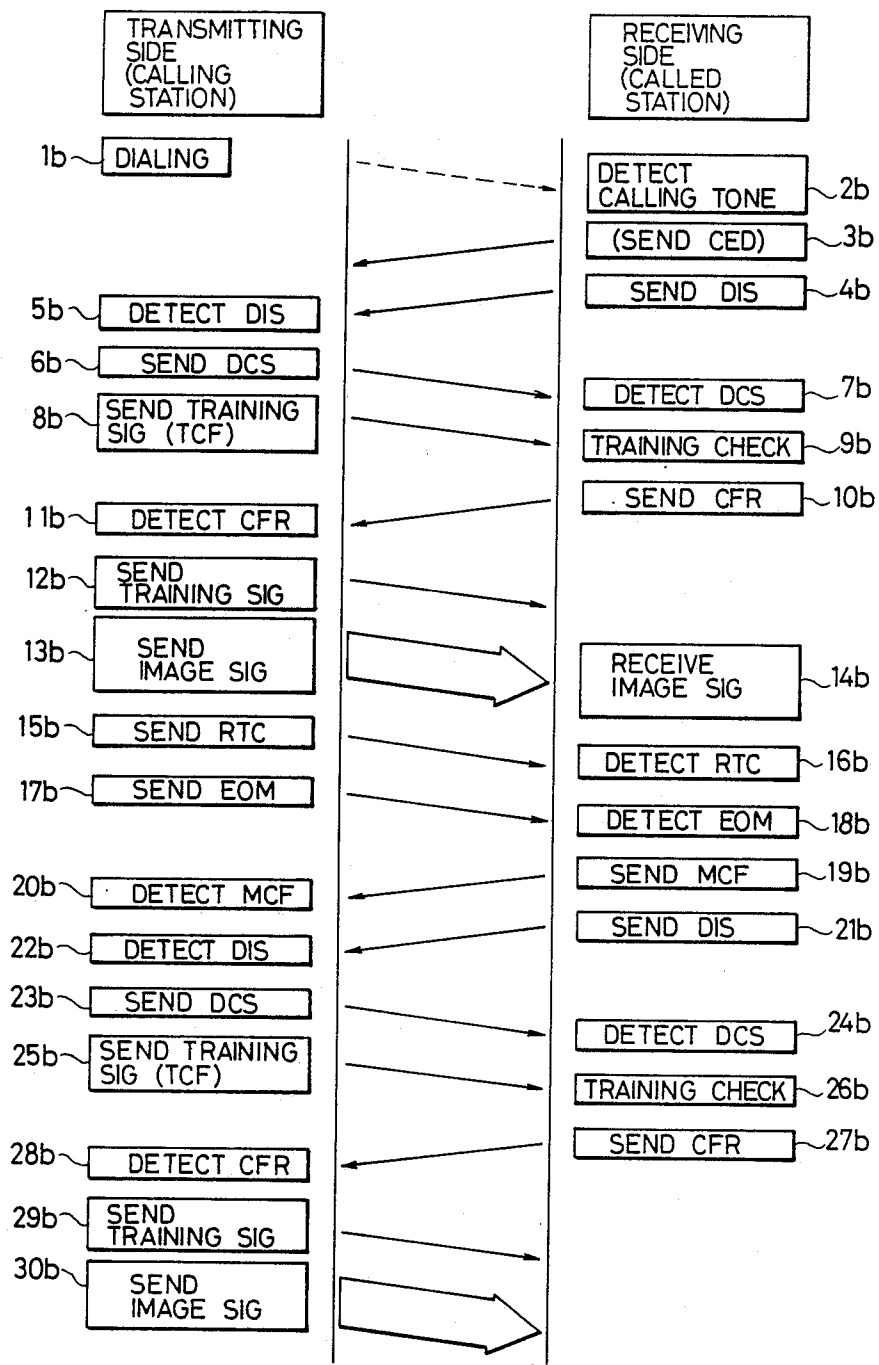 TRANSMITTING
SIDE
(CALLING
STATION)
RECEIVING
SIDE
(CALLED
STATION)
1b
DIALING
DETECT
CALLING TONE
2b
(SEND CED)
3b
SEND DIS
4b
5b
DETECT DIS
6b
SEND DCS
DETECT DCS
7b
8b
SEND TRAINING
SIG (TCF)
TRAINING CHECK
9b
SEND CFR
10b
11b
DETECT CFR
12b
SEND
TRAINING SIG
13b
SEND
IMAGE SIG
RECEIVE
IMAGE SIG
14b
15b
SEND RTC
DETECT RTC
16b
17b
SEND EOM
DETECT EOM
18b
SEND MCF
19b
20b
DETECT MCF
SEND DIS
21b
22b
DETECT DIS
23b
SEND DCS
DETECT DCS
24b
25b
SEND TRAINING
SIG (TCF)
TRAINING CHECK
26b
SEND CFR
27b
28b
DETECT CFR
29b
SEND
TRAINING SIG
30b
SEND
IMAGE SIG